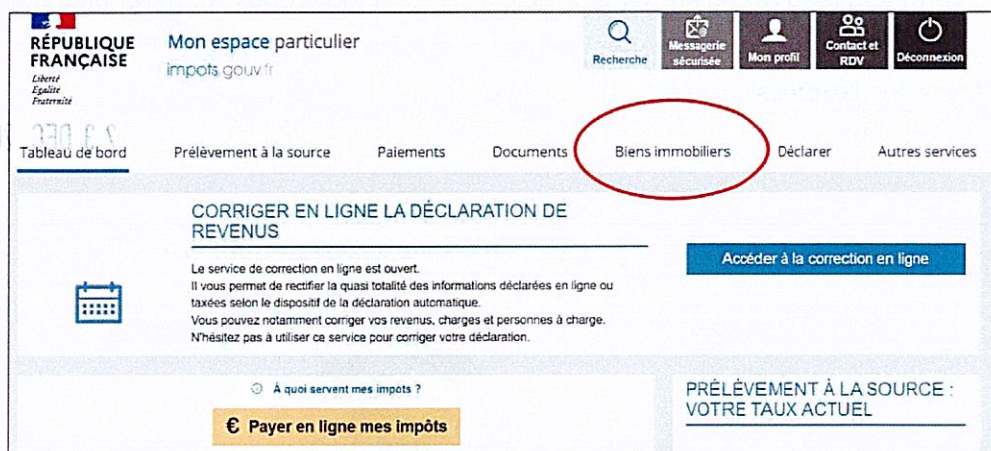 RÉPUBLIQUE
FRANÇAISE
Liberté
Égalité
Fraternité
Mon espace particulier
impots.gouv.fr
Recherche
Messagerie
sécurisée
Mon profil
Contact et
RDV
Déconnexion
Tableau de bord
Prélèvement à la source
Paiements
Documents
Biens immobiliers
Déclarer
Autres services
CORRIGER EN LIGNE LA DÉCLARATION DE
REVENUS
Le service de correction en ligne est ouvert.
Il vous permet de rectifier la quasi totalité des informations déclarées en ligne ou
taxées selon le dispositif de la déclaration automatique.
Vous pouvez notamment corriger vos revenus, charges et personnes à charge.
N'hésitez pas à utiliser ce service pour corriger votre déclaration.
Accéder à la correction en ligne
À quoi servent mes impôts ?
€ Payer en ligne mes impôts
PRÉLÈVEMENT À LA SOURCE :
VOTRE TAUX ACTUEL